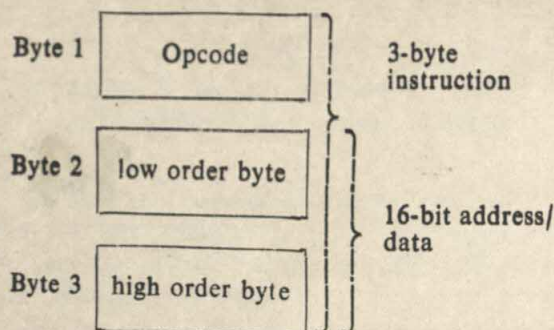 Byte 1 Opcode 3-byte
instruction
Byte 2 low order byte
16-bit address/
data
Byte 3 high order byte